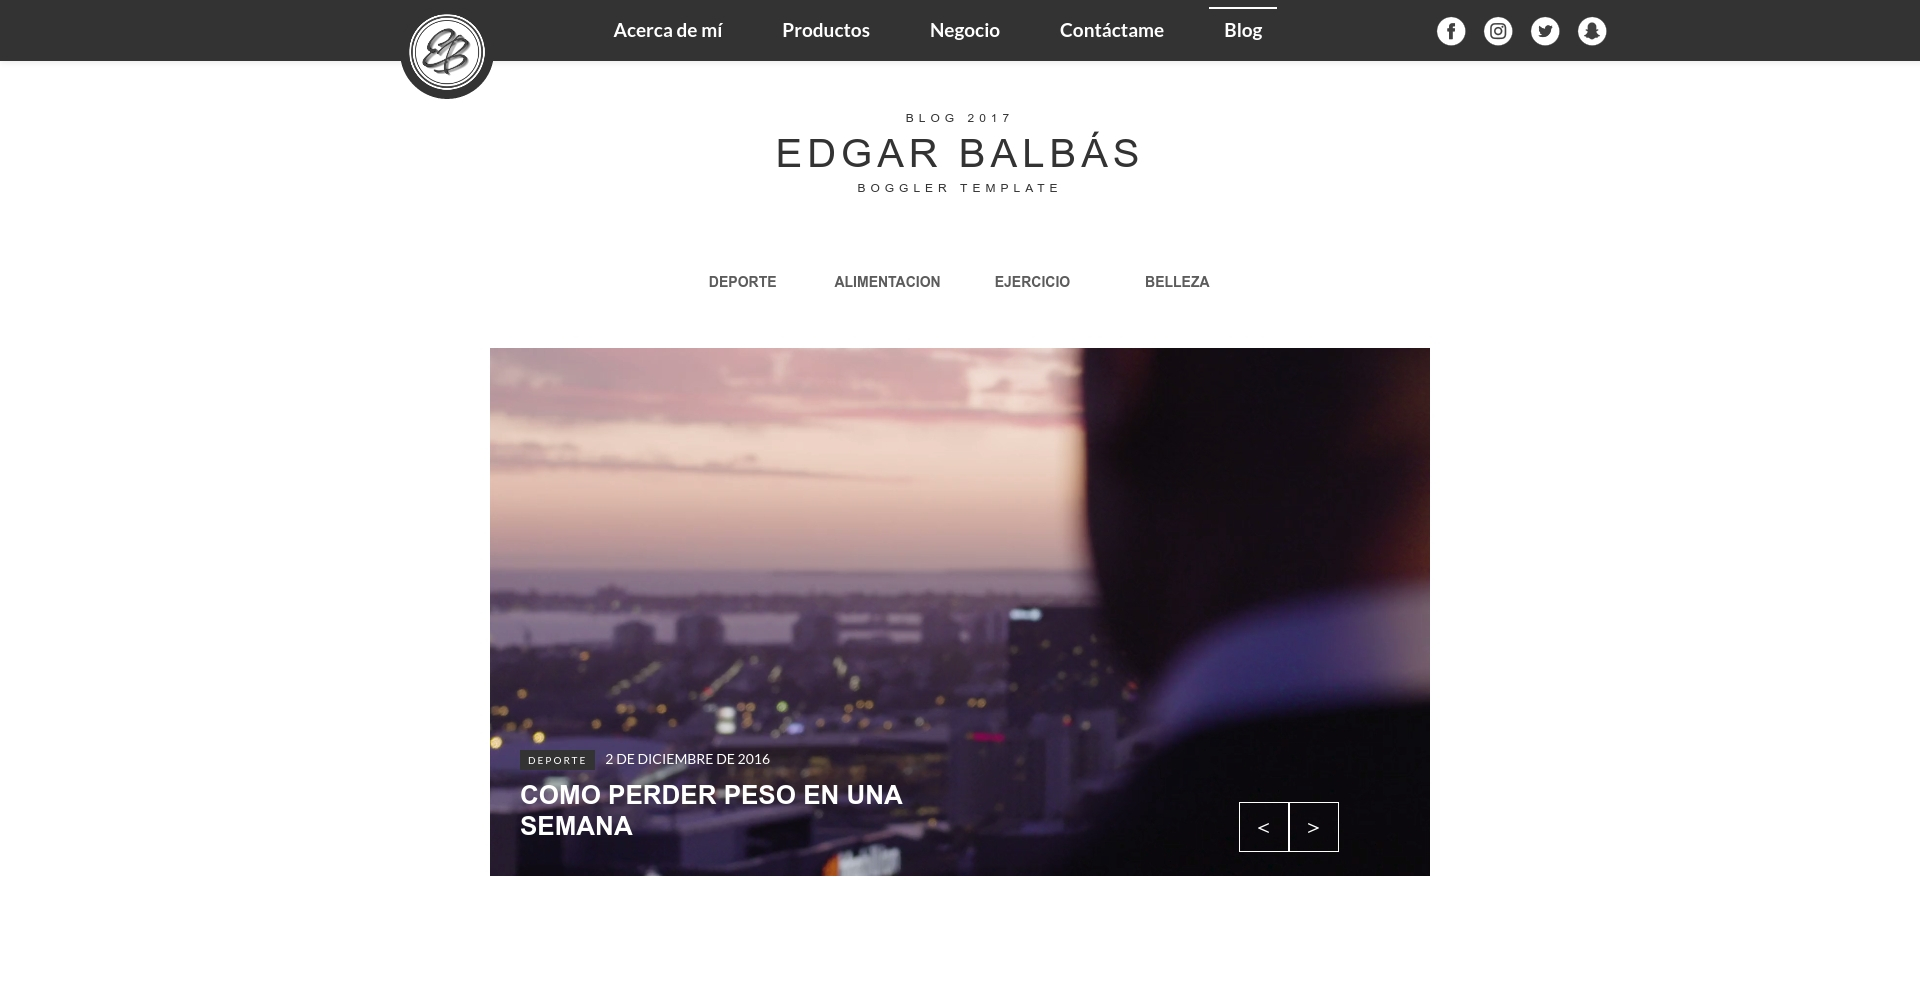 EB
Acerca de mí
Productos
Negocio
Contáctame
Blog
BLOG 2017
EDGAR BALBÁS
BOGGLER TEMPLATE
DEPORTE
ALIMENTACION
EJERCICIO
BELLEZA
DEPORTE 2 DE DICIEMBRE DE 2016
COMO PERDER PESO EN UNA
SEMANA
< >